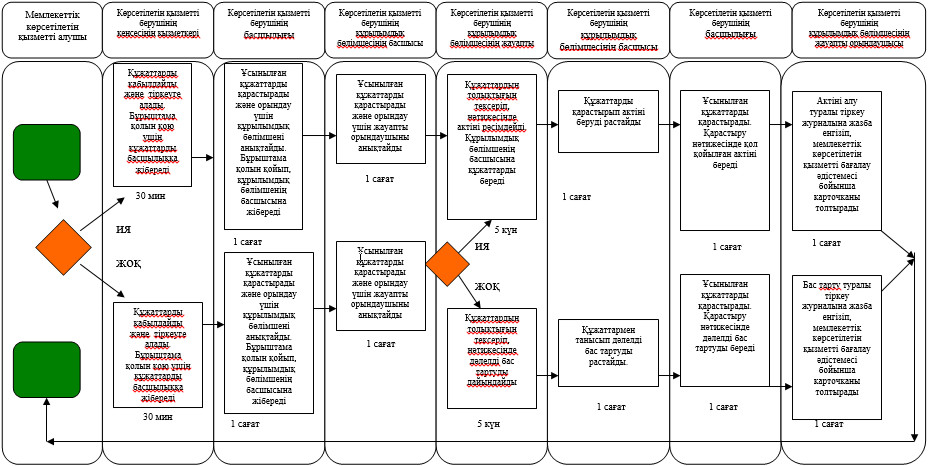 Мемлекеттік
көрсетілетін
қызметті алушы
Көрсетілетін қызметті
берушінің
кеңсесінің қызметкері
Көрсетілетін қызметті
берушінің
басшылығы
Көрсетілетін қызметті
берушінің
құрылымдық
бөлімшесінің басшысы
Көрсетілетін қызметті
берушінің
құрылымдық
бөлімшесінің жауапты
Көрсетілетін қызметті
берушінің
құрылымдық
бөлімшесінің басшысы
Көрсетілетін қызметті
берушінің
басшылығы
Көрсетілетін қызметті
берушінің
құрылымдық бөлімшесінің
жауапты орындаушысы
Құжаттарды
қабылдайды
және тіркеуге
алады.
Бұрыштама
қолын қою
үшін
құжаттарды
басшылыққа
жібереді
30 мин
Ұсынылған
құжаттарды
қарастырады
және орындау
үшін
құрылымдық
бөлімшені
анықтайды.
Бұрыштама
қолын қойып,
құрылымдық
бөлімшенің
басшысына
жібереді
1 сағат
Ұсынылған
құжаттарды
қарастырады
және орындау
үшін жауапты
орындаушыны
анықтайды
1 сағат
Құжаттардың
толықтығын
тексеріп,
нәтижесінде
актіні рәсімдейді.
Құрылымдық
бөлімшесінің
басшысына
құжаттарды
береді
5 күн
Құжаттарды
қарастырып актіні
беруді растайды
1 сағат
Ұсынылған
құжаттарды
қарастырады.
Қарастыру
нәтижесінде қол
қойылған актіні
береді
1 сағат
Актіні алу
туралы тіркеу
журналына жазба
енгізіп,
мемлекеттік
көрсетілетін
қызметті бағалау
әдістемесі
бойынша
карточканы
толтырады
1 сағат
ИЯ
ЖОҚ
ИЯ
ЖОҚ
Құжаттарды
қабылдайды
және тіркеуге
алады.
Бұрыштама
қолын қою үшін
құжаттарды
басшылыққа
жібереді
30 мин
Ұсынылған
құжаттарды
қарастырады
және орындау
үшін
құрылымдық
бөлімшені
анықтайды.
Бұрыштама
қолын қойып,
құрылымдық
бөлімшенің
басшысына
жібереді
1 сағат
Ұсынылған
құжаттарды
қарастырады
және орындау
үшін жауапты
орындаушыны
анықтайды
1 сағат
Құжаттардың
толықтығын
тексеріп,
нәтижесінде
дәлелді бас
тартуды
дайындайды
5 күн
Құжаттармен
танысып дәлелді
бас тартуды
растайды.
1 сағат
Ұсынылған
құжаттарды
қарастырады.
Қарастыру
нәтижесінде
дәлелді бас
тартуды береді
1 сағат
Бас тарту туралы
тіркеу
журналына жазба
енгізіп,
мемлекеттік
көрсетілетін
қызметті бағалау
әдістемесі
бойынша
карточканы
толтырады
1 сағат